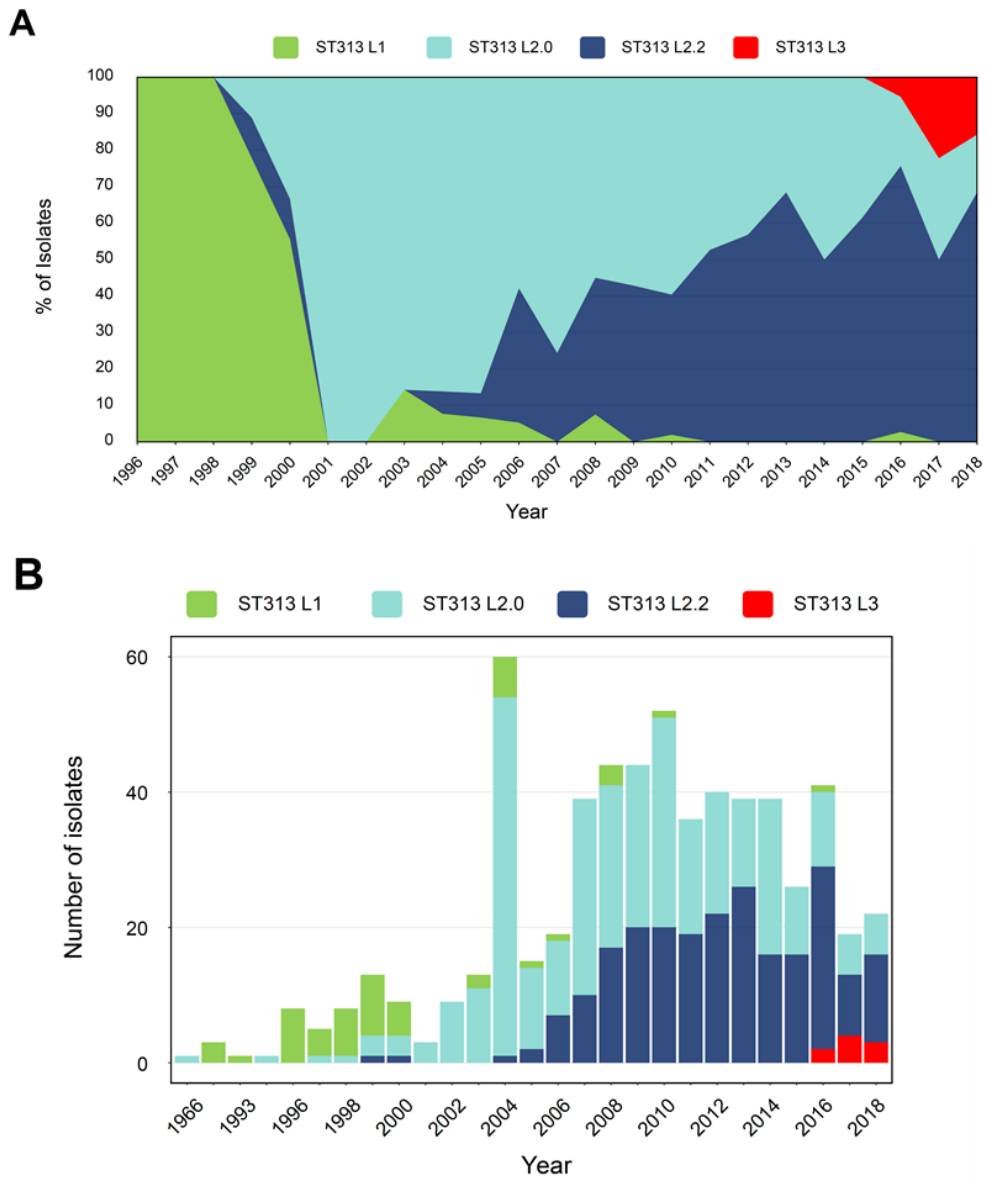 A
ST313 L1 ST313 L2.0 ST313 L2.2 ST313 L3
100
90
80
70
60
50
40
30
20
10
0
% of Isolates
1996 1997 1998 1999 2000 2001 2002 2003 2004 2005 2006 2007 2008 2009 2010 2011 2012 2013 2014 2015 2016 2017 2018
Year
B
ST313 L1 ST313 L2.0 ST313 L2.2 ST313 L3
60
40
20
0
Number of isolates
1966 1993 1996 1998 2000 2002 2004 2006 2008 2010 2012 2014 2016 2018
Year